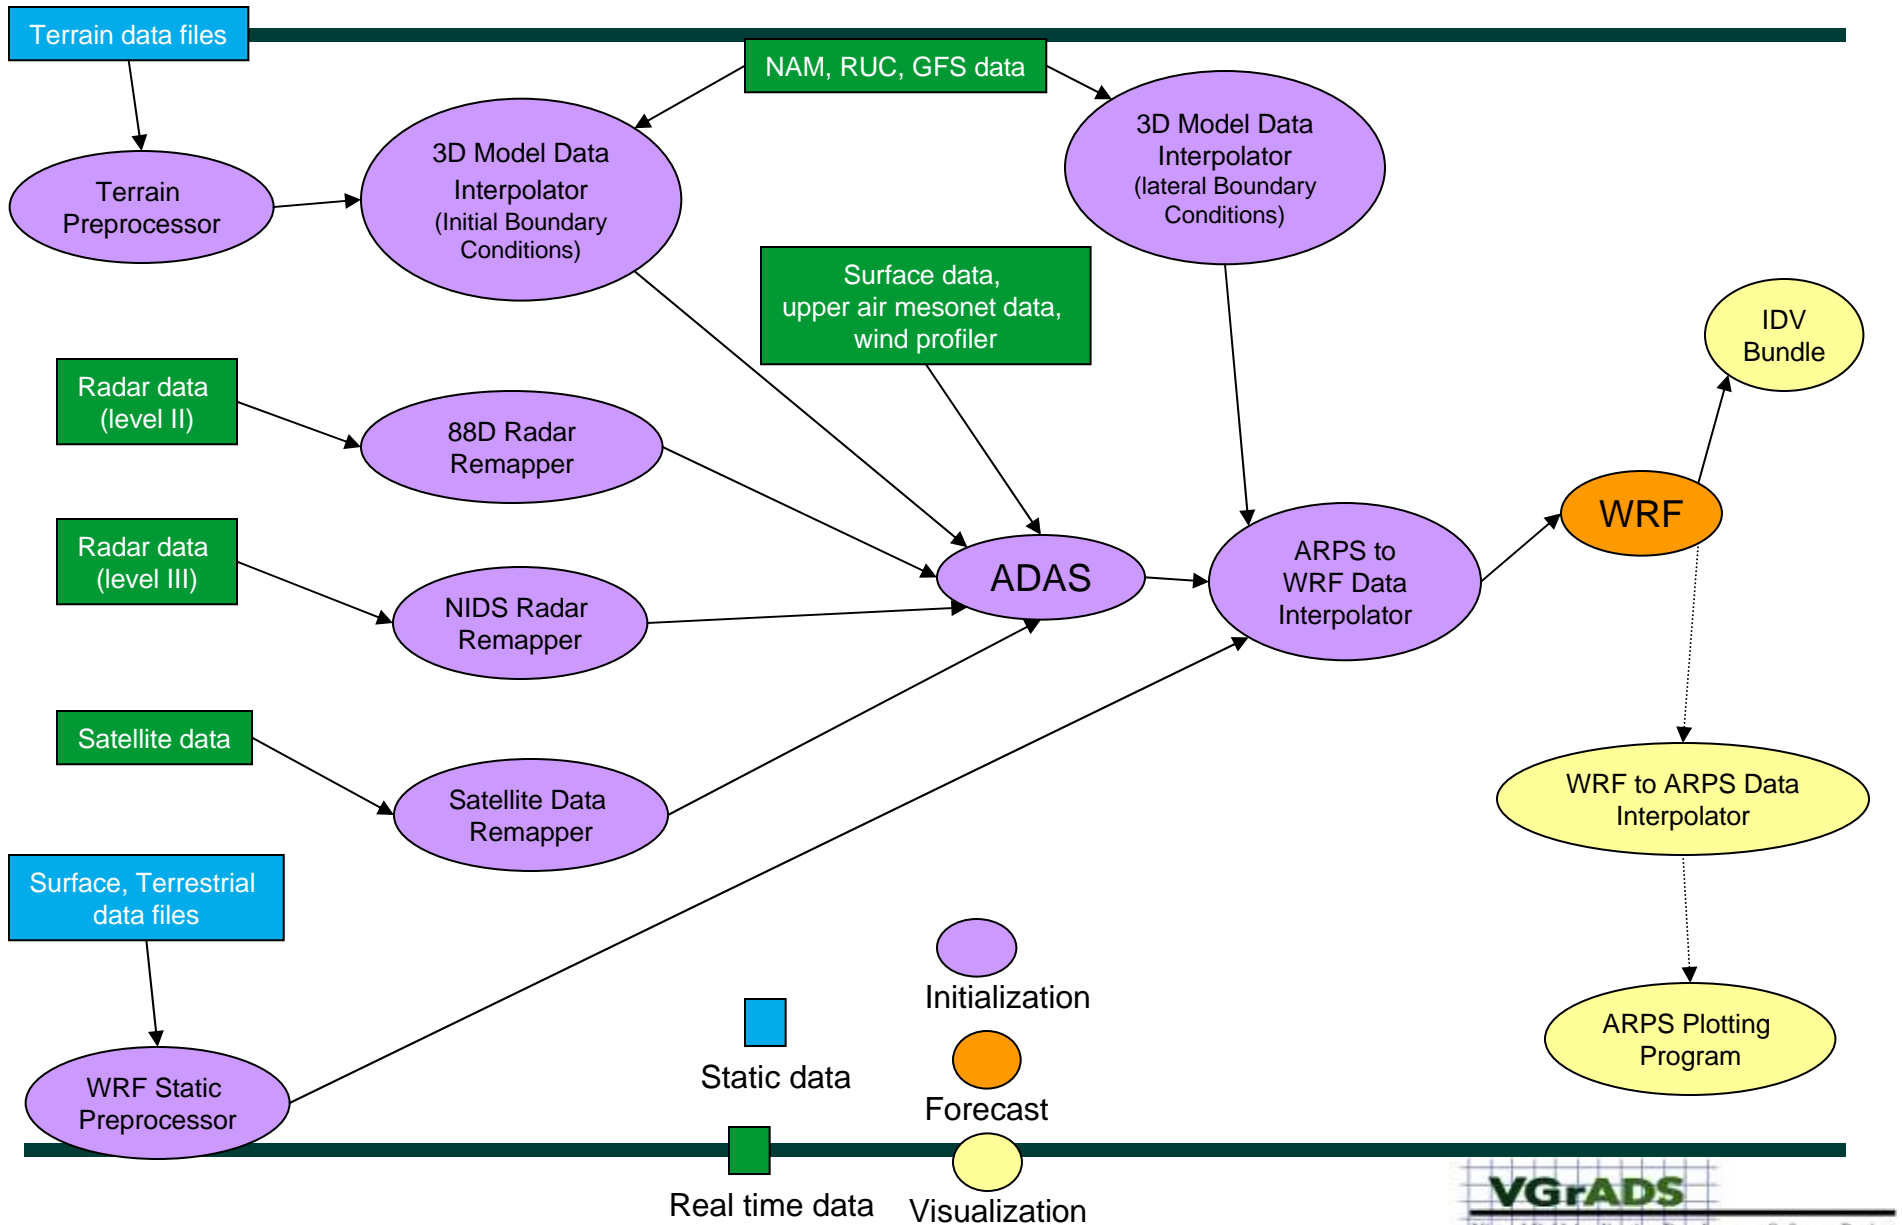 Terrain data files
NAM, RUC, GFS data
Terrain
Preprocessor
3D Model Data
Interpolator
(Initial Boundary
Conditions)
3D Model Data
Interpolator
(lateral Boundary
Conditions)
Surface data,
upper air mesonet data,
wind profiler
IDV
Bundle
Radar data
(level II)
88D Radar
Remapper
WRF
Radar data
(level III)
NIDS Radar
Remapper
ADAS
ARPS to
WRF Data
Interpolator
Satellite data
Satellite Data
Remapper
WRF to ARPS Data
Interpolator
Surface, Terrestrial
data files
WRF Static
Preprocessor
ARPS Plotting
Program
Initialization
Static data
Forecast
Real time data
Visualization
VGrADS